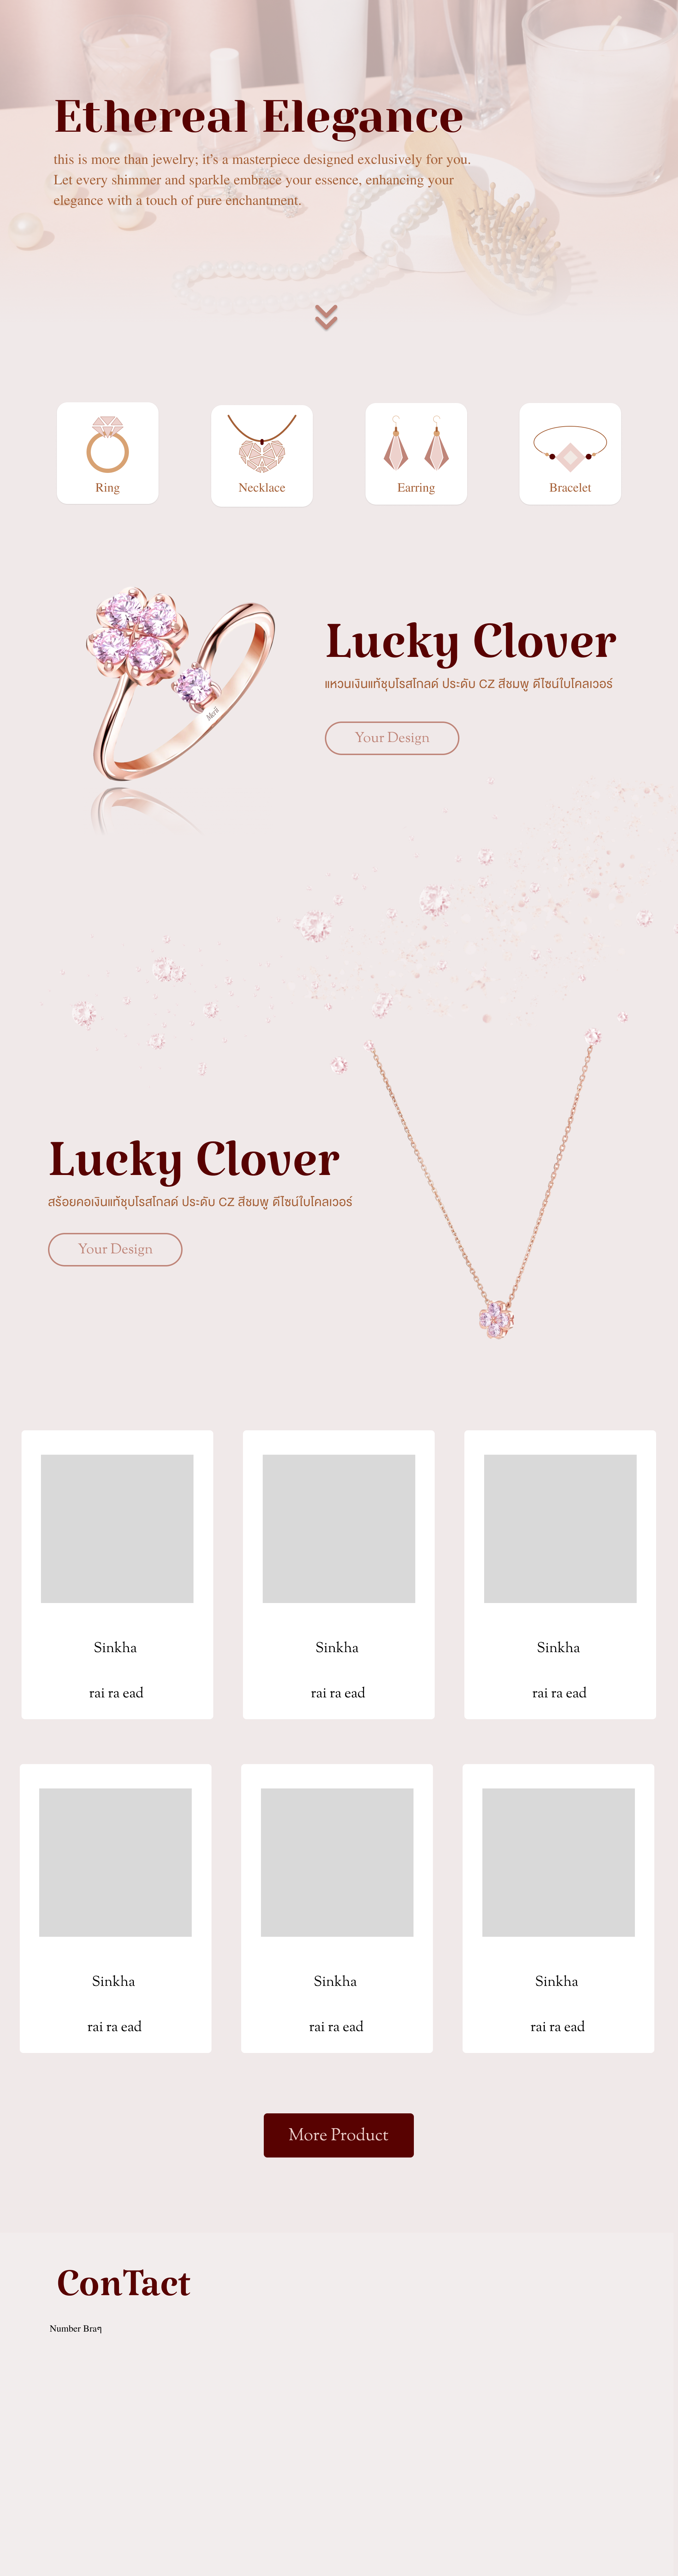 Ethereal Elegance
this is more than jewelry; it's a masterpiece designed exclusively for you.
Let every shimmer and sparkle embrace your essence, enhancing your
elegance with a touch of pure enchantment.
Ring
Necklace
Earring
Bracelet
Lucky Clover
แหวนเงินแท้ชุบโรสโกลด์ ประดับ CZ สีชมพู ดีไซน์ใบโคลเวอร์
Your Design
Lucky Clover
สร้อยคอเงินแท้ชุบโรสโกลด์ ประดับ CZ สีชมพู ดีไซน์ใบโคลเวอร์
Your Design
Sinkha
Sinkha
Sinkha
rai ra ead
rai ra ead
rai ra ead
Sinkha
Sinkha
Sinkha
rai ra ead
rai ra ead
rai ra ead
More Product
ConTact
Number Braๆ